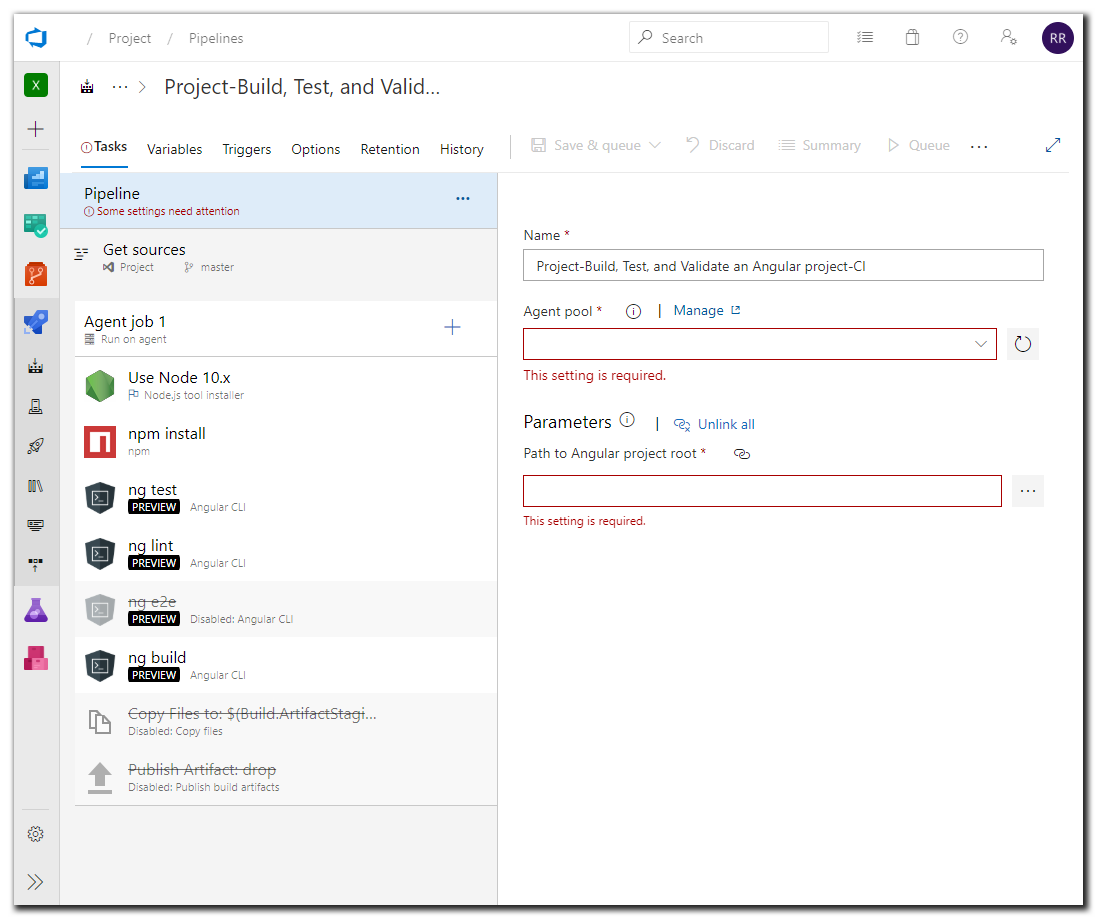 / Project / Pipelines
Search
RR
X
Project-Build, Test, and Valid...
Tasks Variables Triggers Options Retention History
Save & queue Discard Summary Queue
Pipeline
Some settings need attention
Get sources
Project master
Agent job 1
Run on agent
Use Node 10.x
Node.js tool installer
npm install
npm
ng test
PREVIEW Angular CLI
ng lint
PREVIEW Angular CLI
ng e2e
PREVIEW Disabled: Angular CLI
ng build
PREVIEW Angular CLI
Copy Files to: $(Build.ArtifactStagi...
Disabled: Copy files
Publish Artifact: drop
Disabled: Publish build artifacts
Name *
Project-Build, Test, and Validate an Angular project-CI
Agent pool * | Manage
This setting is required.
Parameters | Unlink all
Path to Angular project root *
This setting is required.